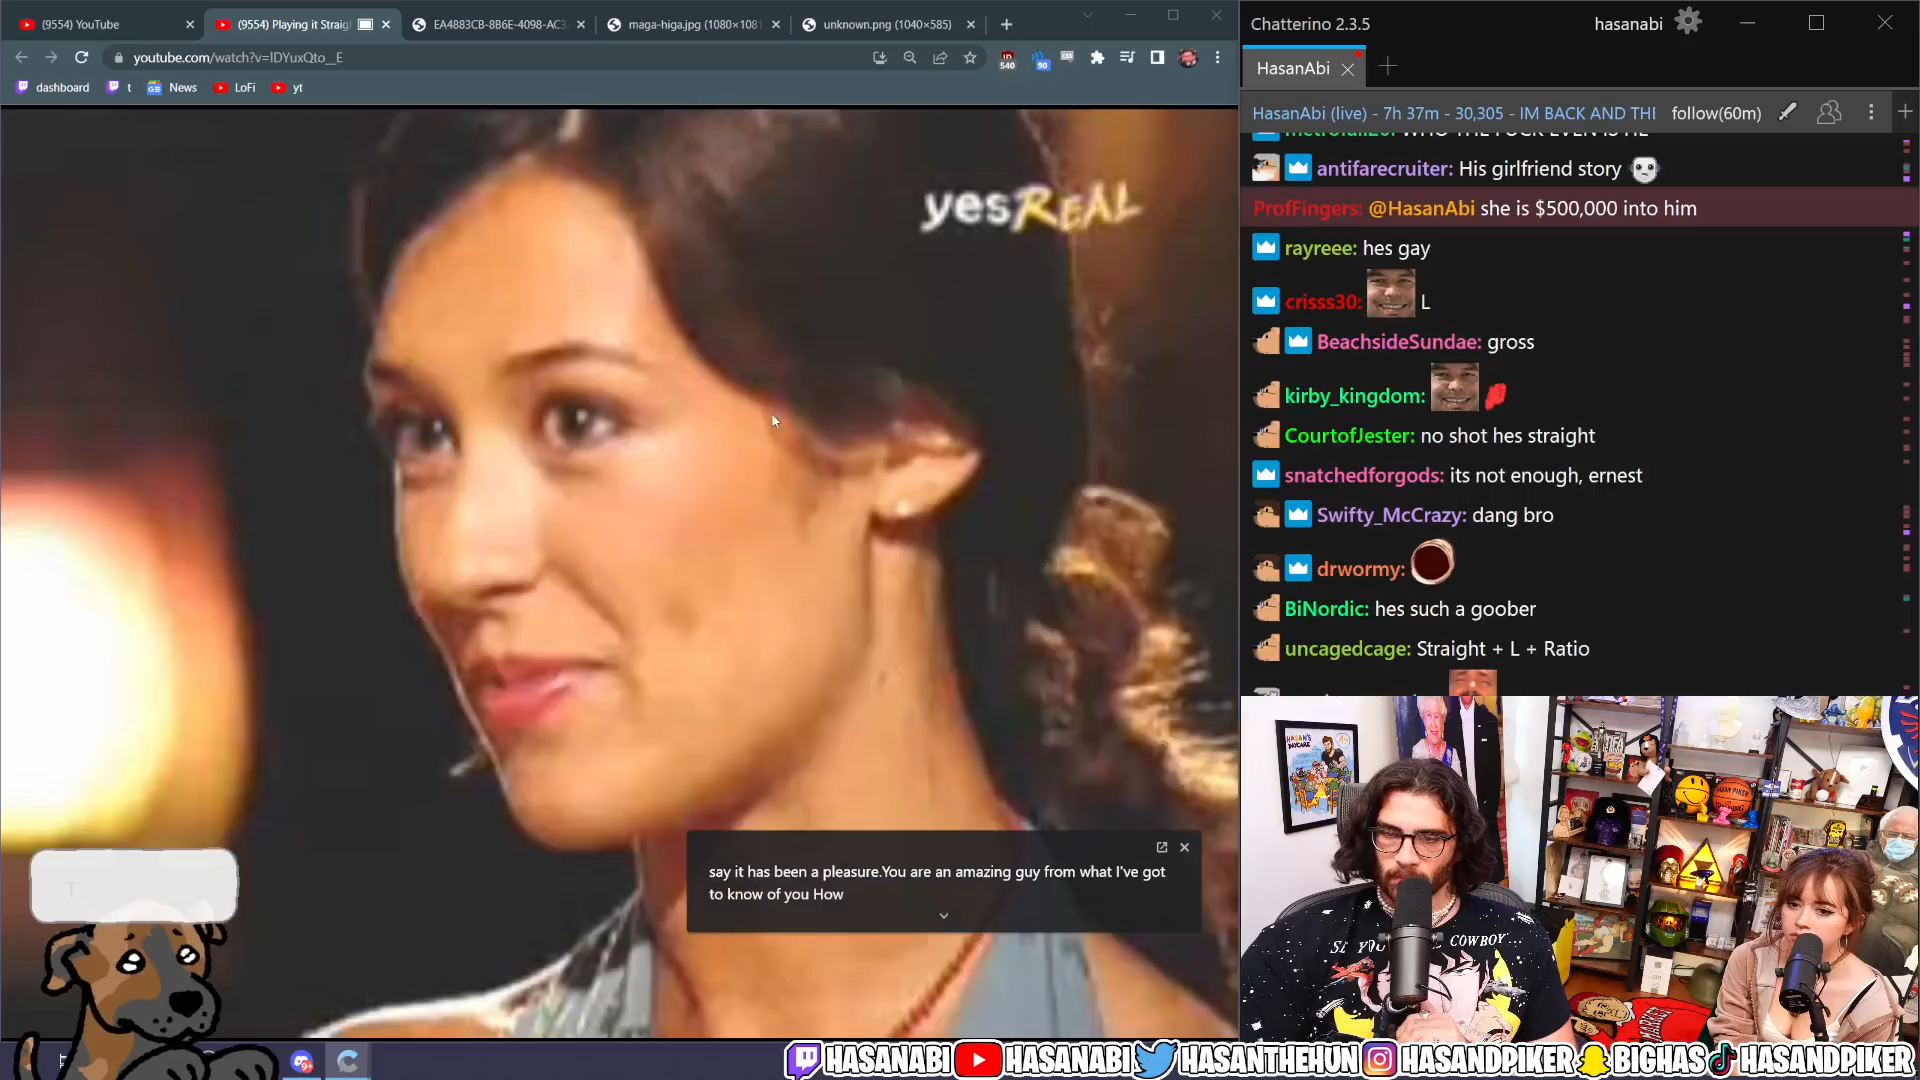 (9554) YouTube
(9554) Playing it Straig
EA4883CB-8B6E-4098-AC3
maga-higa.jpg (1080×108
unknown.png (1040×585)
youtube.com/watch?v=IDYuxQto__E
540
90
dashboard
t
News
LoFi
yt
yesREAL
say it has been a pleasure.You are an amazing guy from what I've got
to know of you How
T
Chatterino 2.3.5
hasanabi
HasanAbi
HasanAbi (live) - 7h 37m - 30,305 - IM BACK AND THI
follow(60m)
antifarecruiter: His girlfriend story
ProfFingers: @HasanAbi she is $500,000 into him
rayreee: hes gay
crisss30: L
BeachsideSundae: gross
kirby_kingdom:
CourtofJester: no shot hes straight
snatchedforgods: its not enough, ernest
Swifty_McCrazy: dang bro
drwormy:
BiNordic: hes such a goober
uncagedcage: Straight + L + Ratio
HASAN'S
COWBOY
HASANABI
HASANABI
HASANTHEHUN
HASANDPIKER
BIGHAS
HASANDPIKER